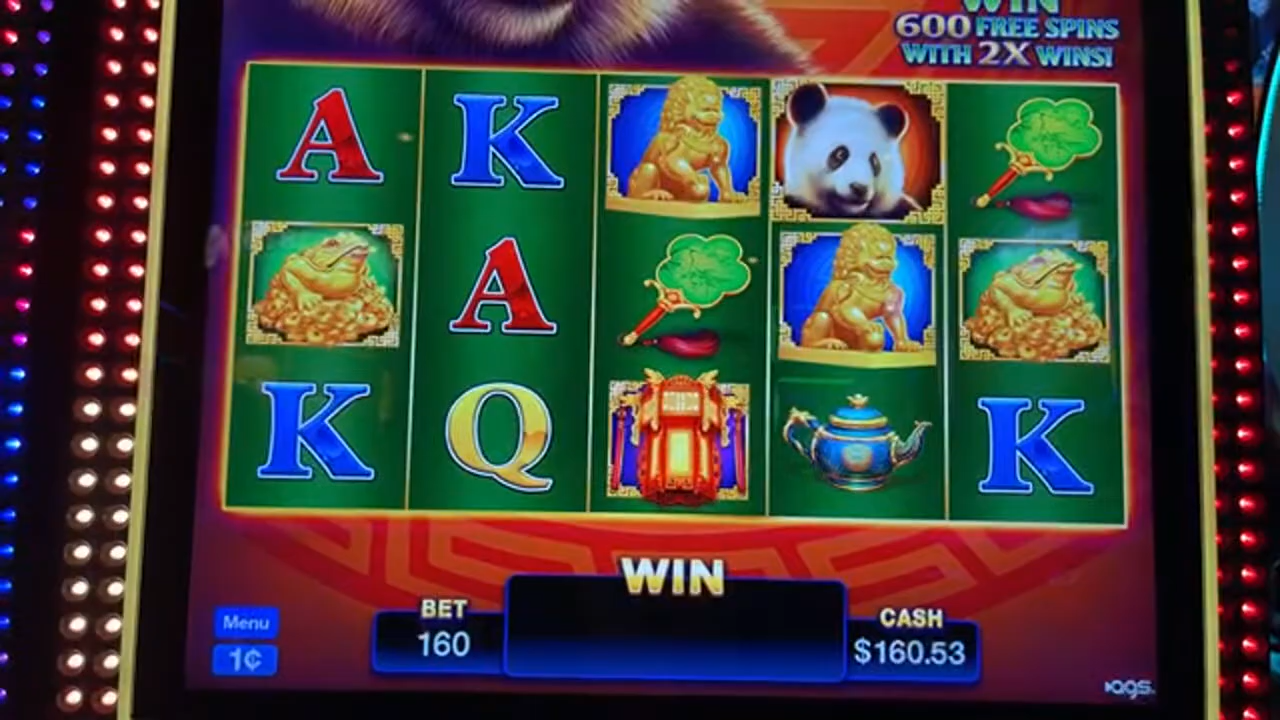 WIN
600 FREE SPINS
WITH 2X WINS!
A K
A
K Q K
WIN
BET
160
CASH
$160.53
Menu
1¢
ags